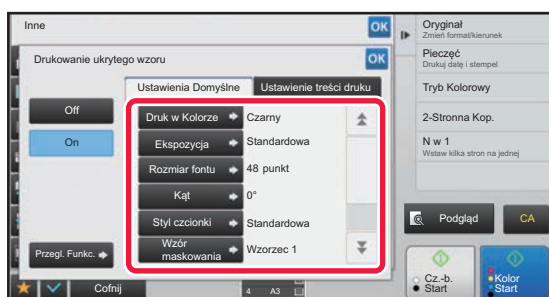 Inne
OK
Drukowanie ukrytego wzoru
OK
Ustawienia Domyślne
Ustawienie treści druku
Off
On
Druk w Kolorze
Czarny
Ekspozycja
Standardowa
Rozmiar fontu
48 punkt
Kąt
0°
Styl czcionki
Standardowa
Wzór
maskowania
Wzorzec 1
Przegl. Funkc.
Cofnij
4 A3
Oryginał
Zmień format/kierunek
Pieczęć
Drukuj datę i stempel
Tryb Kolorowy
2-Stronna Kop.
N w 1
Wstaw kilka stron na jednej
Podgląd
CA
Cz.-b.
Start
Kolor
Start